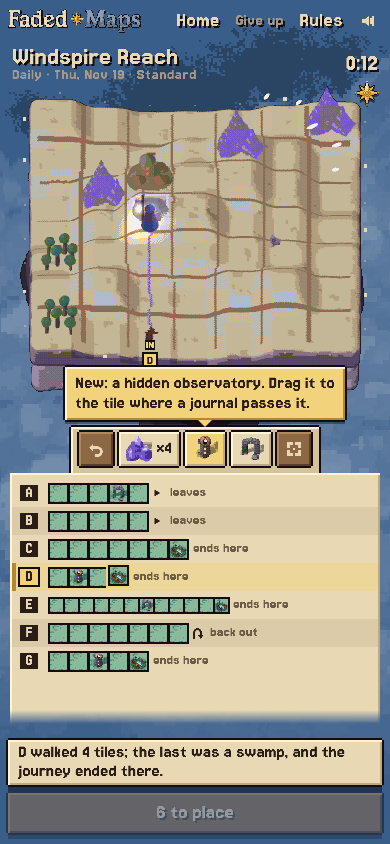 Faded Maps
Home Give up Rules
Windspire Reach
Daily · Thu, Nov 19 · Standard
0:12
IN
D
New: a hidden observatory. Drag it to
the tile where a journal passes it.
×4
A leaves
B leaves
C ends here
D ends here
E ends here
F back out
G ends here
D walked 4 tiles; the last was a swamp, and the
journey ended there.
6 to place